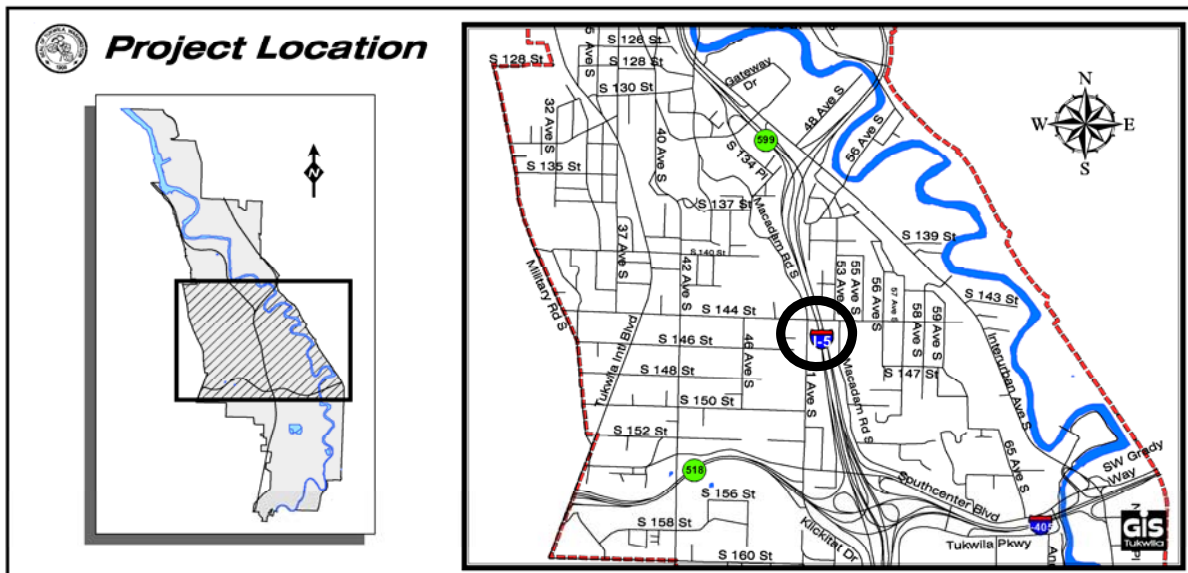 Project Location
N
S 126 St
S 128 St
S 128 St
S 130 St
Gateway
Dr
48 Ave S
N
W
E
S
32 Ave S
40 Ave S
599
56 Ave S
S 134 Pl
S 135 St
S 137 St
Macadam Rd S
S 139 St
37 Ave S
S 140 St
42 Ave S
53 Ave S
55 Ave S
56 Ave S
57 Ave S
58 Ave S
59 Ave S
Military Rd S
S 143 St
S 144 St
I-5
Tukwila Intl Blvd
S 146 St
46 Ave S
Interurban Ave S
S 148 St
S 147 St
Macadam Rd S
S 150 St
S 152 St
65 Ave S
SW Grady
Way
518
Southcenter Blvd
S 156 St
S 158 St
Klickitat Dr
I-405
Tukwila Pkwy
S 160 St
GIS
Tukwila